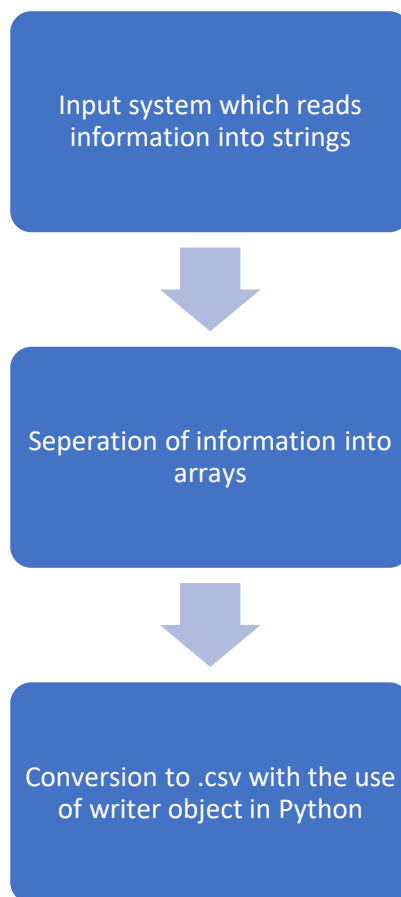 Input system which reads
information into strings
Seperation of information into
arrays
Conversion to .csv with the use
of writer object in Python